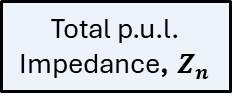 Total p.u.l.
Impedance, Zₙ